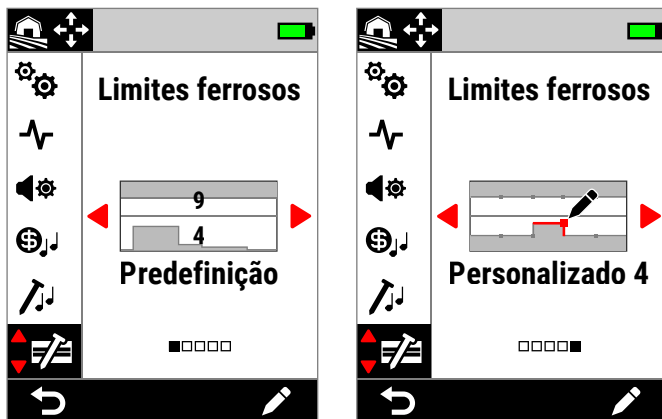 Limites ferrosos
9
4
Predefinição
Limites ferrosos
Personalizado 4